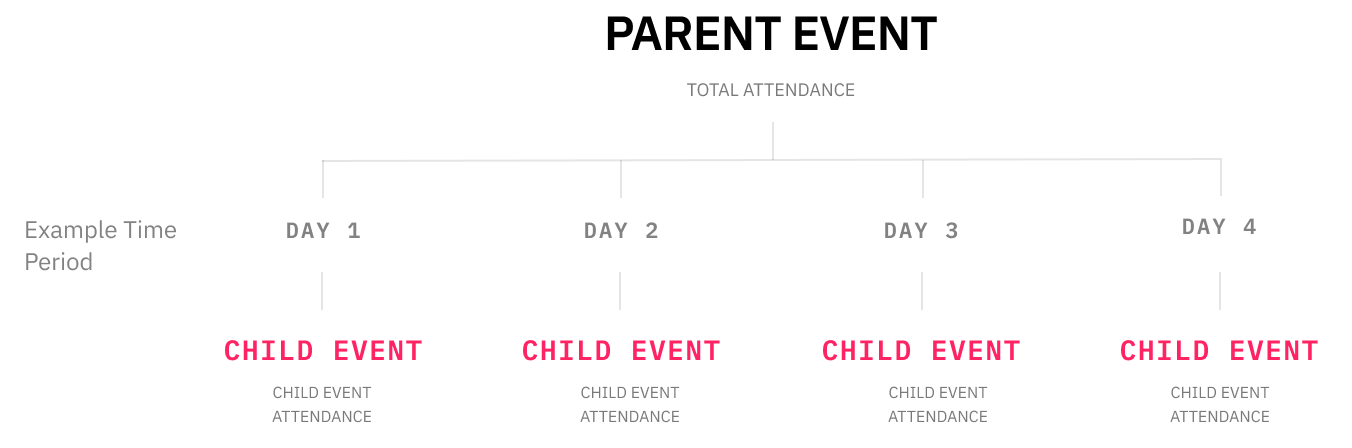 PARENT EVENT
TOTAL ATTENDANCE
Example Time
Period
DAY 1
DAY 2
DAY 3
DAY 4
CHILD EVENT
CHILD EVENT
CHILD EVENT
CHILD EVENT
CHILD EVENT
ATTENDANCE
CHILD EVENT
ATTENDANCE
CHILD EVENT
ATTENDANCE
CHILD EVENT
ATTENDANCE